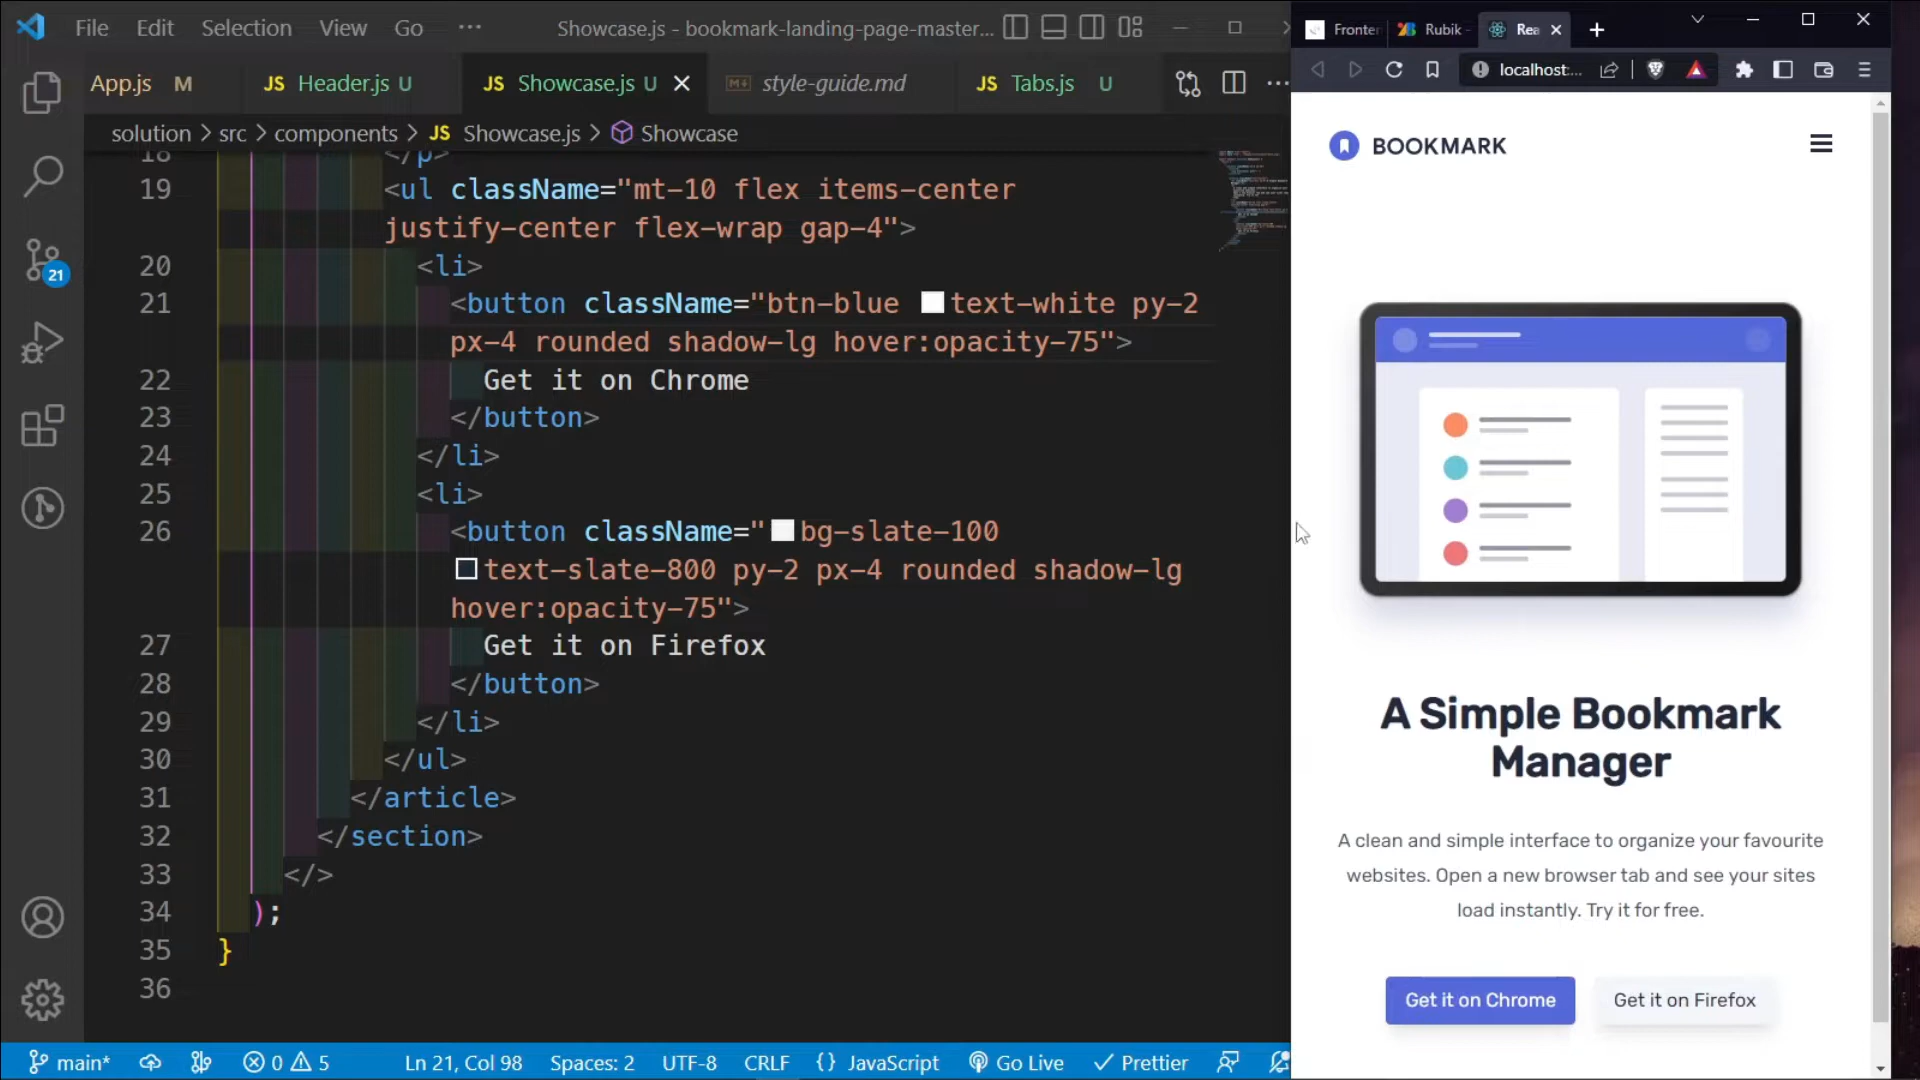 File Edit Selection View Go ··· Showcase.js - bookmark-landing-page-master...
App.js M JS Header.js U JS Showcase.js U style-guide.md JS Tabs.js U ···
solution > src > components > JS Showcase.js > Showcase
18 </p>
19 <ul className="mt-10 flex items-center
justify-center flex-wrap gap-4">
20 <li>
21 <button className="btn-blue text-white py-2
px-4 rounded shadow-lg hover:opacity-75">
22 Get it on Chrome
23 </button>
24 </li>
25 <li>
26 <button className="bg-slate-100
text-slate-800 py-2 px-4 rounded shadow-lg
hover:opacity-75">
27 Get it on Firefox
28 </button>
29 </li>
30 </ul>
31 </article>
32 </section>
33 </>
34 );
35 }
36
21
main* 0 5 Ln 21, Col 98 Spaces: 2 UTF-8 CRLF {} JavaScript Go Live Prettier
Fronter Rubik - Rea
localhost:...
BOOKMARK
A Simple Bookmark
Manager
A clean and simple interface to organize your favourite
websites. Open a new browser tab and see your sites
load instantly. Try it for free.
Get it on Chrome Get it on Firefox